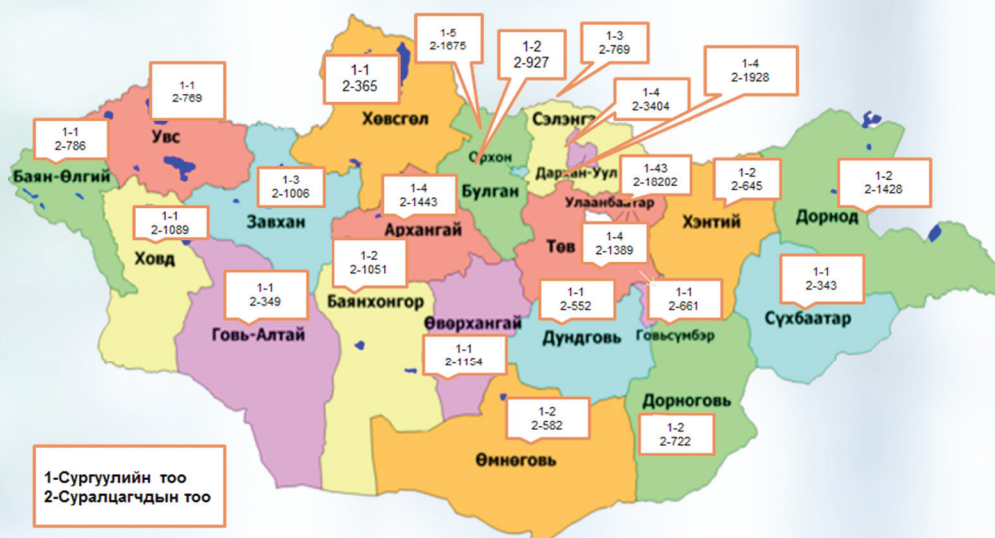 1-5
2-1675
1-2
2-927
1-3
2-769
1-4
2-1928
1-4
2-3404
1-1
2-365
Хөвсгөл
Сэлэнгэ
1-1
2-769
Увс
Орхон
Булган
Дархан-Уул
1-1
2-786
Баян-Өлгий
1-3
2-1006
Завхан
1-4
2-1443
Архангай
1-43
2-18202
Улаанбаатар
1-2
2-645
Хэнтий
1-2
2-1428
Дорнод
1-1
2-1089
Ховд
1-2
2-1051
Баянхонгор
1-4
2-1389
Төв
1-1
2-349
Говь-Алтай
Өвөрхангай
1-1
2-1154
1-1
2-552
Дундговь
1-1
2-661
Говьсүмбэр
1-1
2-343
Сүхбаатар
Дорноговь
1-2
2-722
1-2
2-582
Өмнөговь
1-Сургуулийн тоо
2-Суралцагчдын тоо